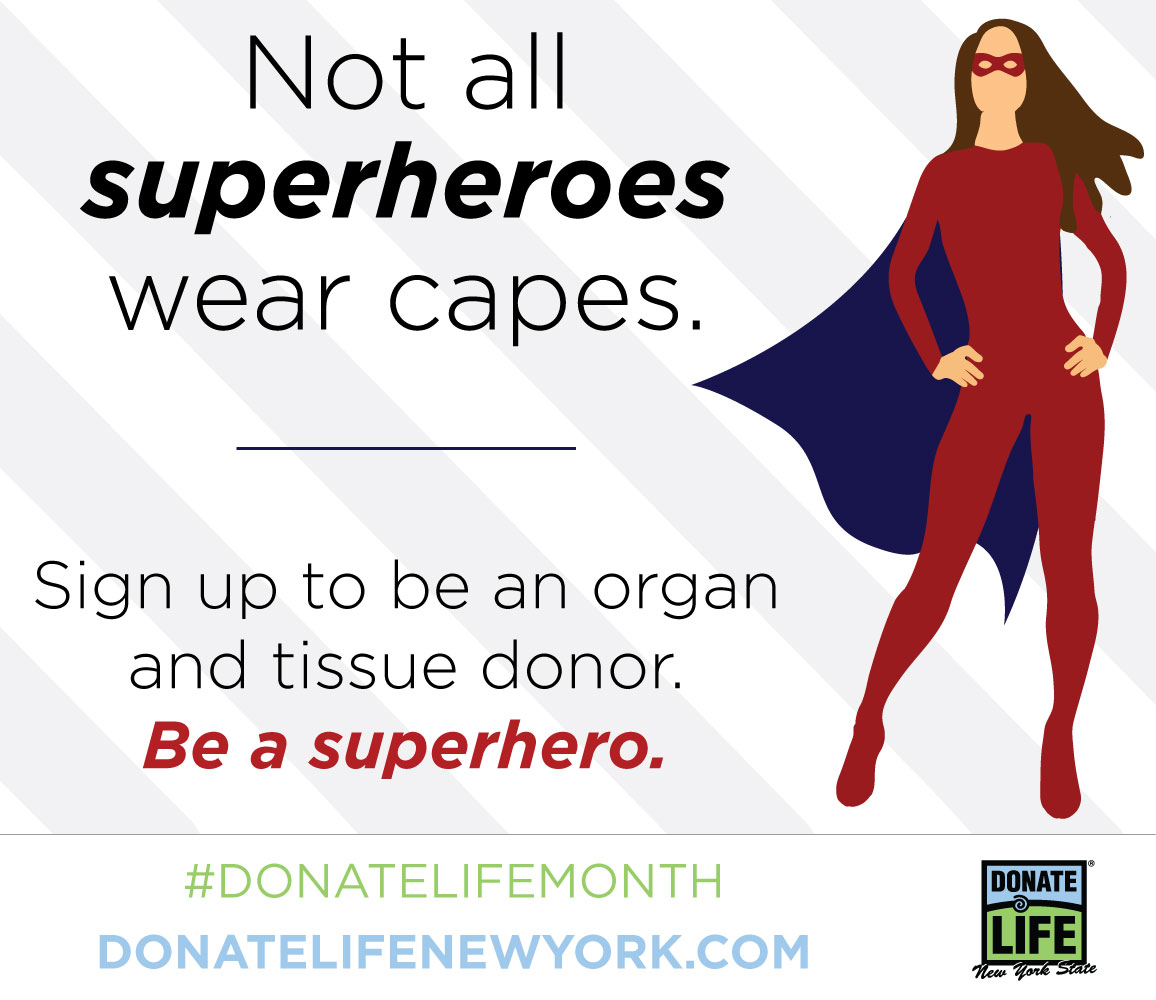 Not all
superheroes
wear capes.
Sign up to be an organ
and tissue donor.
Be a superhero.
#DONATELIFEMONTH
DONATELIFENEWYORK.COM
DONATE
LIFE
®
New York State